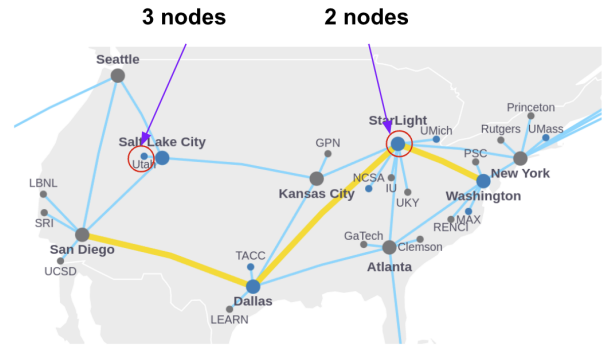 3 nodes
2 nodes
Seattle
Princeton
StarLight
UMich
Rutgers
UMass
Salt Lake City
Utah
GPN
PSC
New York
NCSA
IU
Kansas City
UKY
Washington
LBNL
SRI
MAX
RENCI
San Diego
GaTech
Clemson
TACC
UCSD
Atlanta
Dallas
LEARN